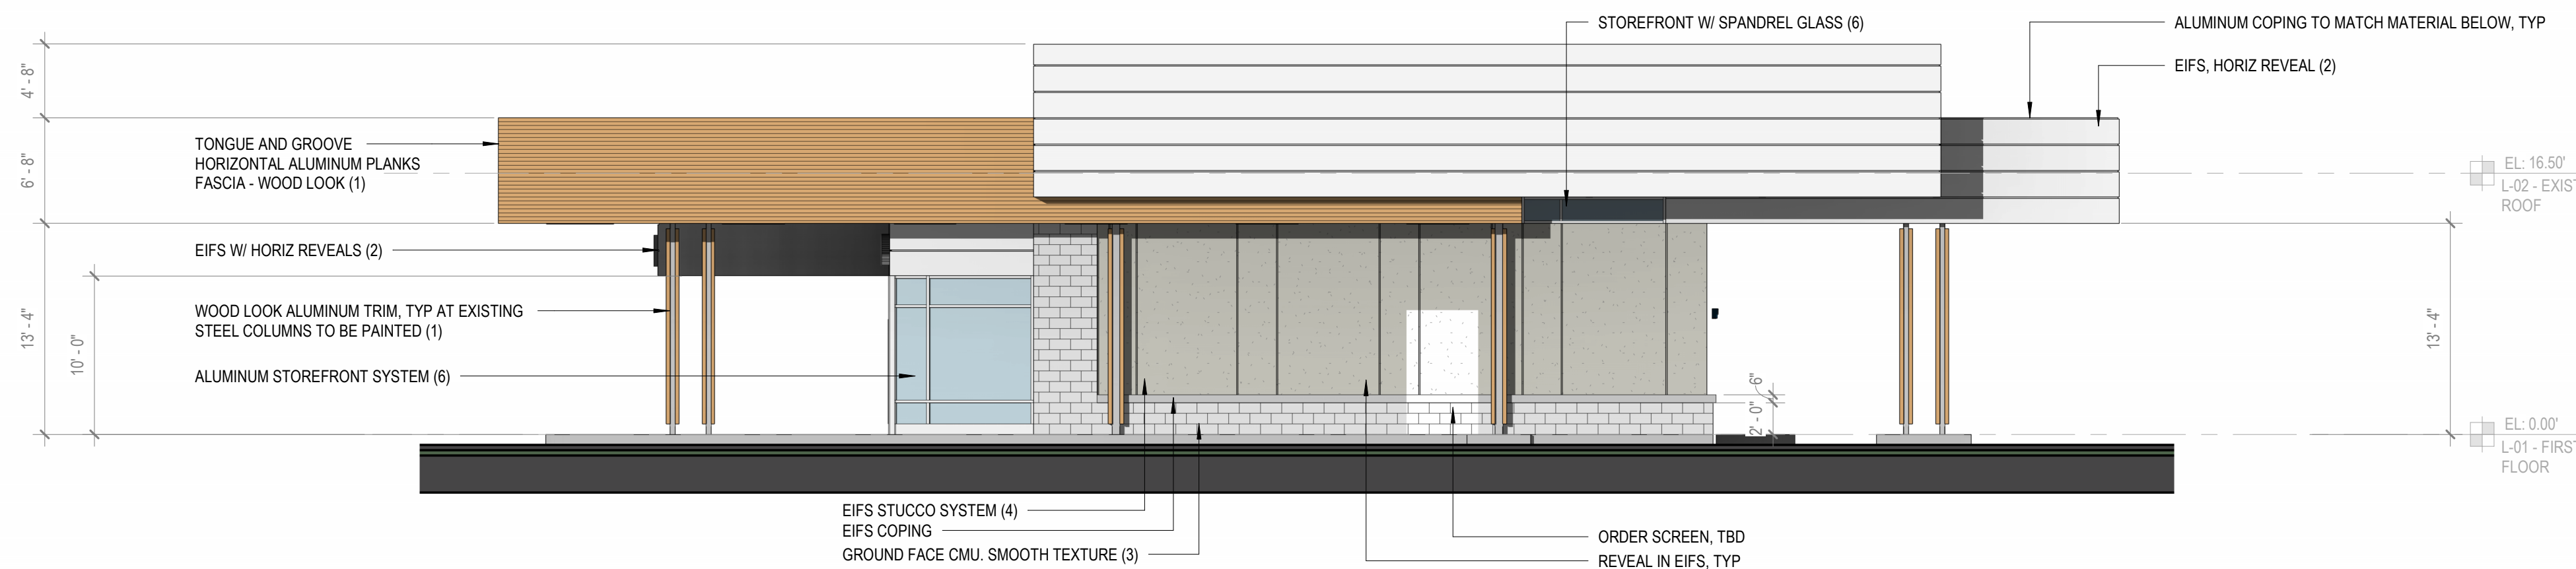 STOREFRONT W/ SPANDREL GLASS (6)
ALUMINUM COPING TO MATCH MATERIAL BELOW, TYP
EIFS, HORIZ REVEAL (2)
4' - 8"
6' - 8"
13' - 4"
10' - 0"
TONGUE AND GROOVE
HORIZONTAL ALUMINUM PLANKS
FASCIA - WOOD LOOK (1)
EIFS W/ HORIZ REVEALS (2)
WOOD LOOK ALUMINUM TRIM, TYP AT EXISTING
STEEL COLUMNS TO BE PAINTED (1)
ALUMINUM STOREFRONT SYSTEM (6)
EL: 16.50'
L-02 - EXIST
ROOF
13' - 4"
6"
2' - 0"
EL: 0.00'
L-01 - FIRST
FLOOR
EIFS STUCCO SYSTEM (4)
EIFS COPING
GROUND FACE CMU. SMOOTH TEXTURE (3)
ORDER SCREEN, TBD
REVEAL IN EIFS, TYP